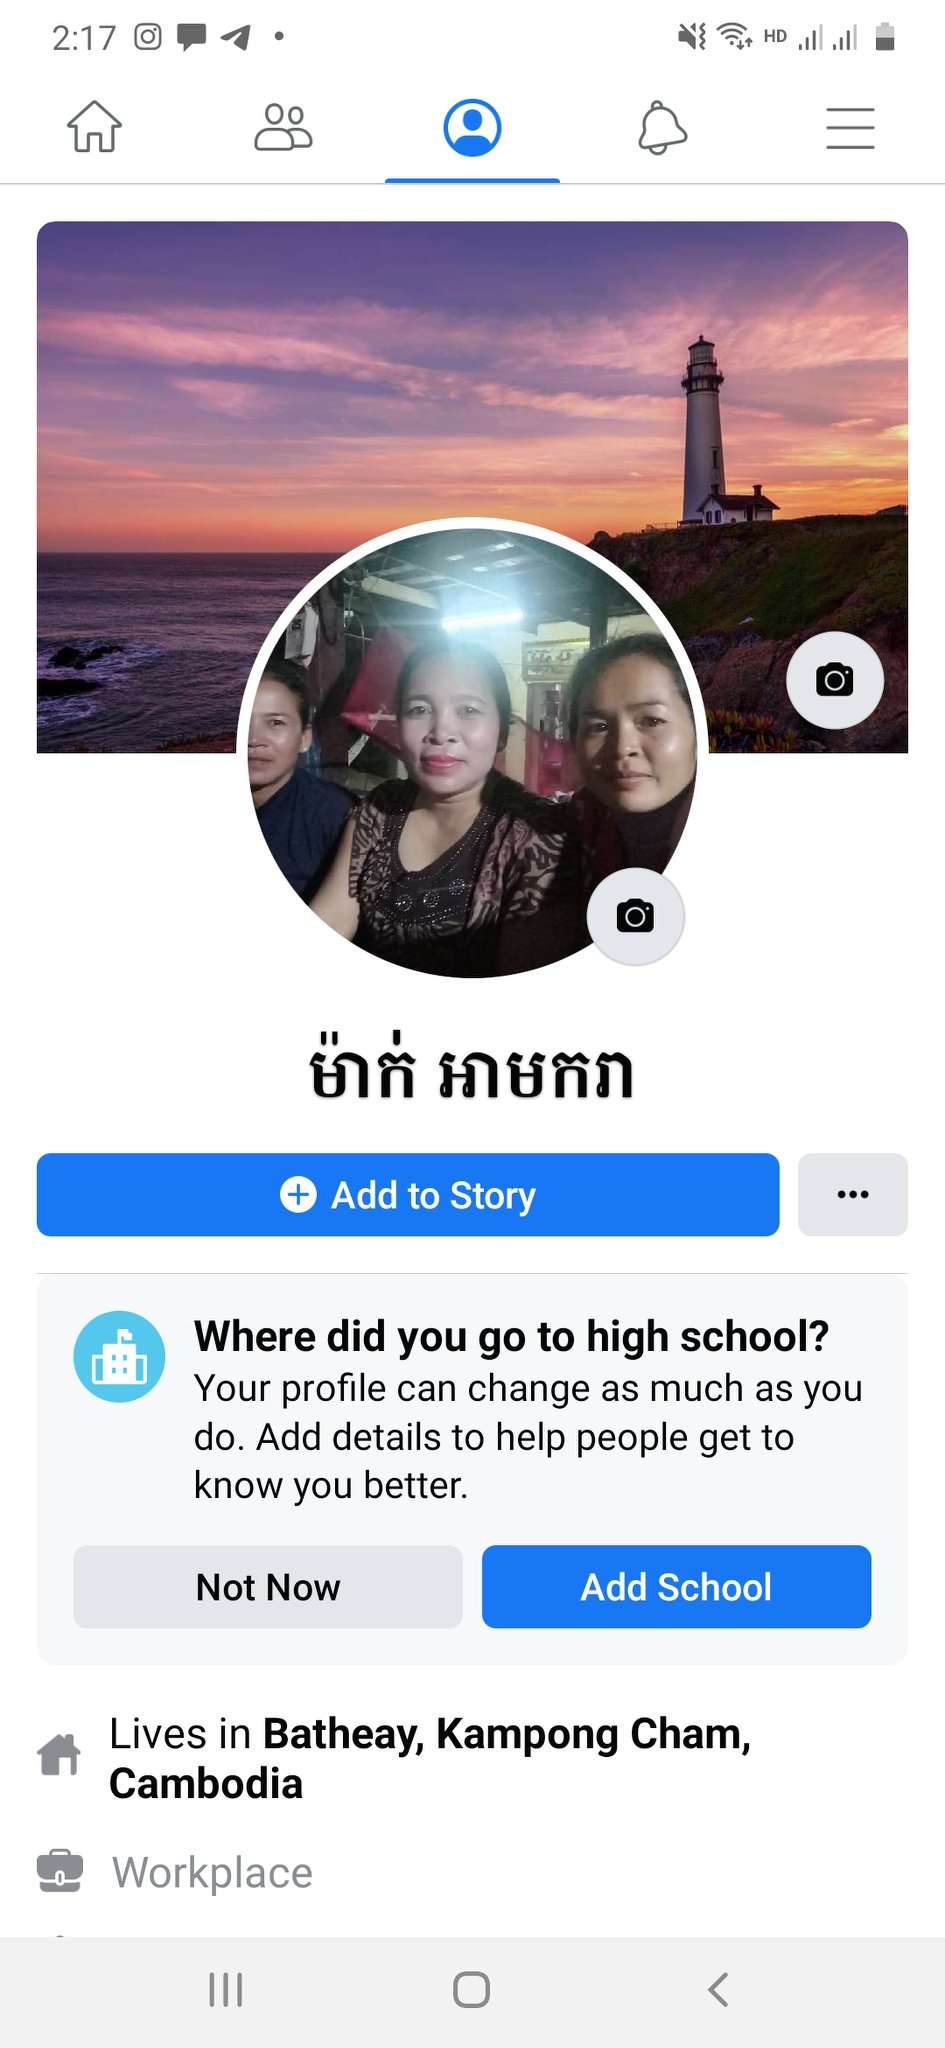 2:17
HD
ម៉ាក់ អាមករា
Add to Story
Where did you go to high school?
Your profile can change as much as you
do. Add details to help people get to
know you better.
Not Now
Add School
Lives in Batheay, Kampong Cham,
Cambodia
Workplace